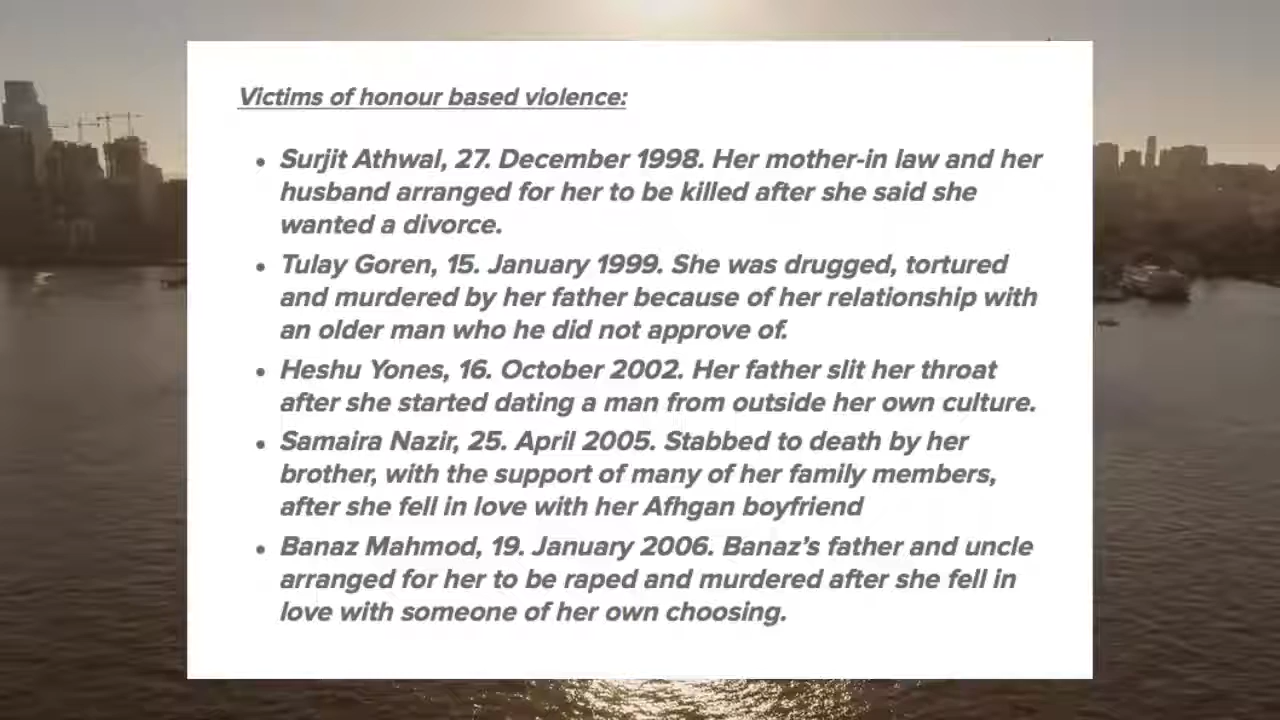 Victims of honour based violence:
• Surjit Athwal, 27. December 1998. Her mother-in law and her
husband arranged for her to be killed after she said she
wanted a divorce.
• Tulay Goren, 15. January 1999. She was drugged, tortured
and murdered by her father because of her relationship with
an older man who he did not approve of.
• Heshu Yones, 16. October 2002. Her father slit her throat
after she started dating a man from outside her own culture.
• Samaira Nazir, 25. April 2005. Stabbed to death by her
brother, with the support of many of her family members,
after she fell in love with her Afhgan boyfriend
• Banaz Mahmod, 19. January 2006. Banaz’s father and uncle
arranged for her to be raped and murdered after she fell in
love with someone of her own choosing.